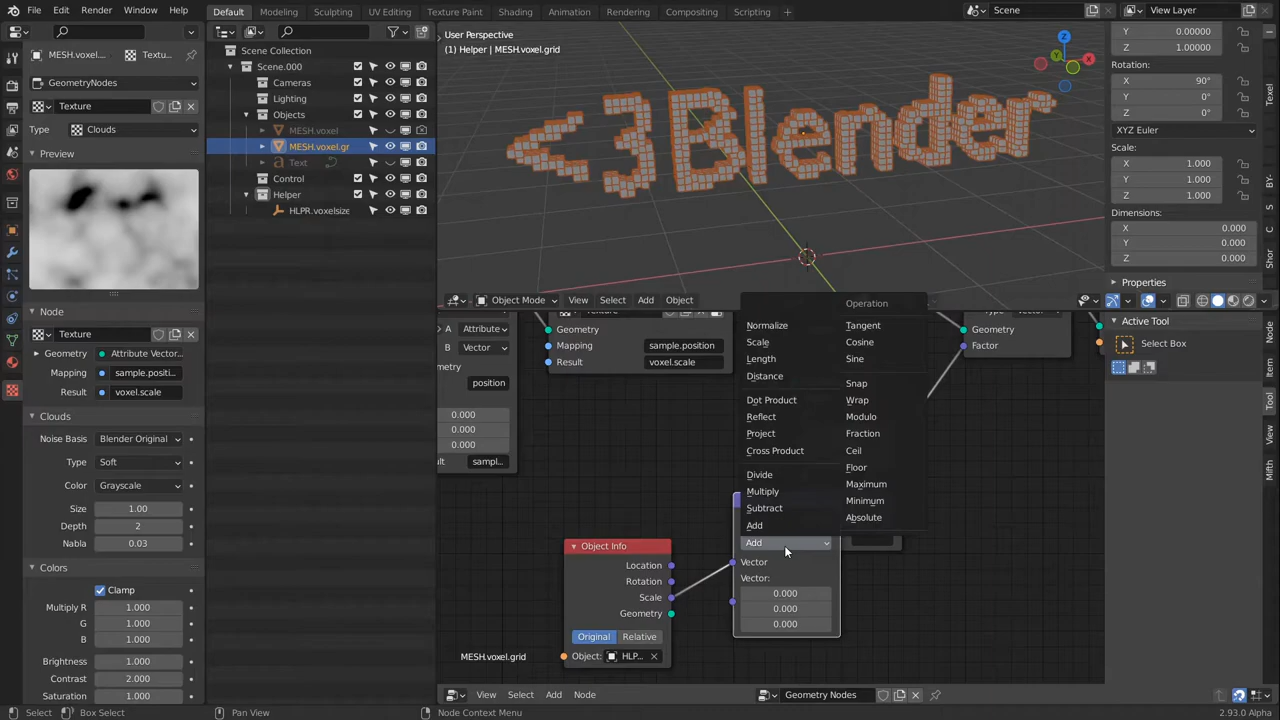 File Edit Render Window Help
Default Modeling Sculpting UV Editing Texture Paint Shading Animation Rendering Compositing Scripting +
Scene
View Layer
MESH.voxel....
Textu...
GeometryNodes
Texture
Type Clouds
Preview
Node
Texture
Geometry Attribute Vector...
Mapping sample.positi...
Result voxel.scale
Clouds
Noise Basis Blender Original
Type Soft
Color Grayscale
Size 1.00
Depth 2
Nabla 0.03
Colors
Clamp
Multiply R 1.000
G 1.000
B 1.000
Brightness 1.000
Contrast 2.000
Saturation 1.000
Scene Collection
Scene.000
Cameras
Lighting
Objects
MESH.voxel
MESH.voxel.gr
Text
Control
Helper
HLPR.voxelsize
User Perspective
(1) Helper | MESH.voxel.grid
<3Blender
Z
Y
X
Y 0.00000
Z 1.00000
Rotation:
X 90°
Y 0°
Z 0°
XYZ Euler
Scale:
X 1.000
Y 1.000
Z 1.000
Dimensions:
X 0.000
Y 0.000
Z 0.000
Properties
Texel
BY-
S
C
Shor
Object Mode View Select Add Object
A Attribute
B Vector
position
0.000
0.000
0.000
sampl...
Geometry
Mapping sample.position
Result voxel.scale
Operation
Normalize
Scale
Length
Distance
Dot Product
Reflect
Project
Cross Product
Divide
Multiply
Subtract
Add
Tangent
Cosine
Sine
Snap
Wrap
Modulo
Fraction
Ceil
Floor
Maximum
Minimum
Absolute
Add
Vector
Vector:
0.000
0.000
0.000
Object Info
Location
Rotation
Scale
Geometry
Original Relative
Object: HLP...
MESH.voxel.grid
Geometry
Factor
Active Tool
Select Box
Node
Item
Tool
View
Mifth
View Select Add Node
Geometry Nodes
Select
Box Select
Pan View
Node Context Menu
2.93.0 Alpha